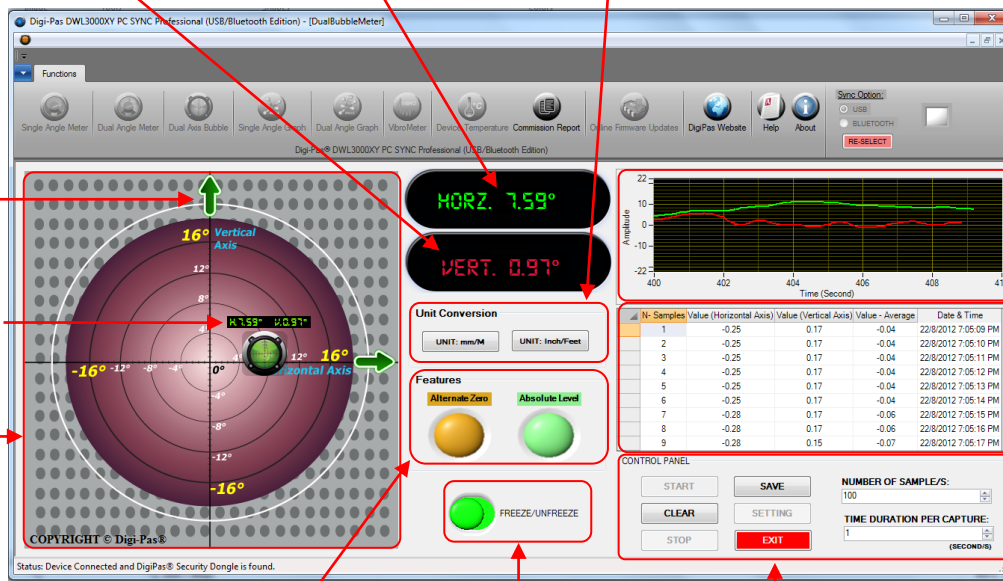 Digi-Pas DWL3000XY PC SYNC Professional (USB/Bluetooth Edition) - [DualBubbleMeter]
Functions
Single Angle Meter Dual Angle Meter Dual Axis Bubble Single Angle Graph Dual Angle Graph VibroMeter Device Temperature Commission Report Online Firmware Updates DigiPas Website Help About
Sync Option:
USB
BLUETOOTH
RE-SELECT
Digi-Pas® DWL3000XY PC SYNC Professional (USB/Bluetooth Edition)
16° Vertical
Axis
12°
8°
H.7.59° V.0.97°
-16° -12° -8° -4° 0° 4° 12° 16°
Horizontal Axis
-4°
-8°
-12°
-16°
COPYRIGHT © Digi-Pas®
HORZ. 7.59°
VERT. 0.97°
Unit Conversion
UNIT: mm/M UNIT: Inch/Feet
Features
Alternate Zero Absolute Level
FREEZE/UNFREEZE
Amplitude
22
10
0
-10
-22
400 402 404 406 408 41
Time (Second)
N- Samples Value (Horizontal Axis) Value (Vertical Axis) Value - Average Date & Time
1 -0.25 0.17 -0.04 22/8/2012 7:05:09 PM
2 -0.25 0.17 -0.04 22/8/2012 7:05:10 PM
3 -0.25 0.17 -0.04 22/8/2012 7:05:11 PM
4 -0.25 0.17 -0.04 22/8/2012 7:05:12 PM
5 -0.25 0.17 -0.04 22/8/2012 7:05:13 PM
6 -0.25 0.17 -0.04 22/8/2012 7:05:14 PM
7 -0.28 0.17 -0.06 22/8/2012 7:05:15 PM
8 -0.28 0.17 -0.06 22/8/2012 7:05:16 PM
9 -0.28 0.15 -0.07 22/8/2012 7:05:17 PM
CONTROL PANEL
START SAVE
CLEAR SETTING
STOP EXIT
NUMBER OF SAMPLE/S:
100
TIME DURATION PER CAPTURE:
1
(SECOND/S)
Status: Device Connected and DigiPas® Security Dongle is found.